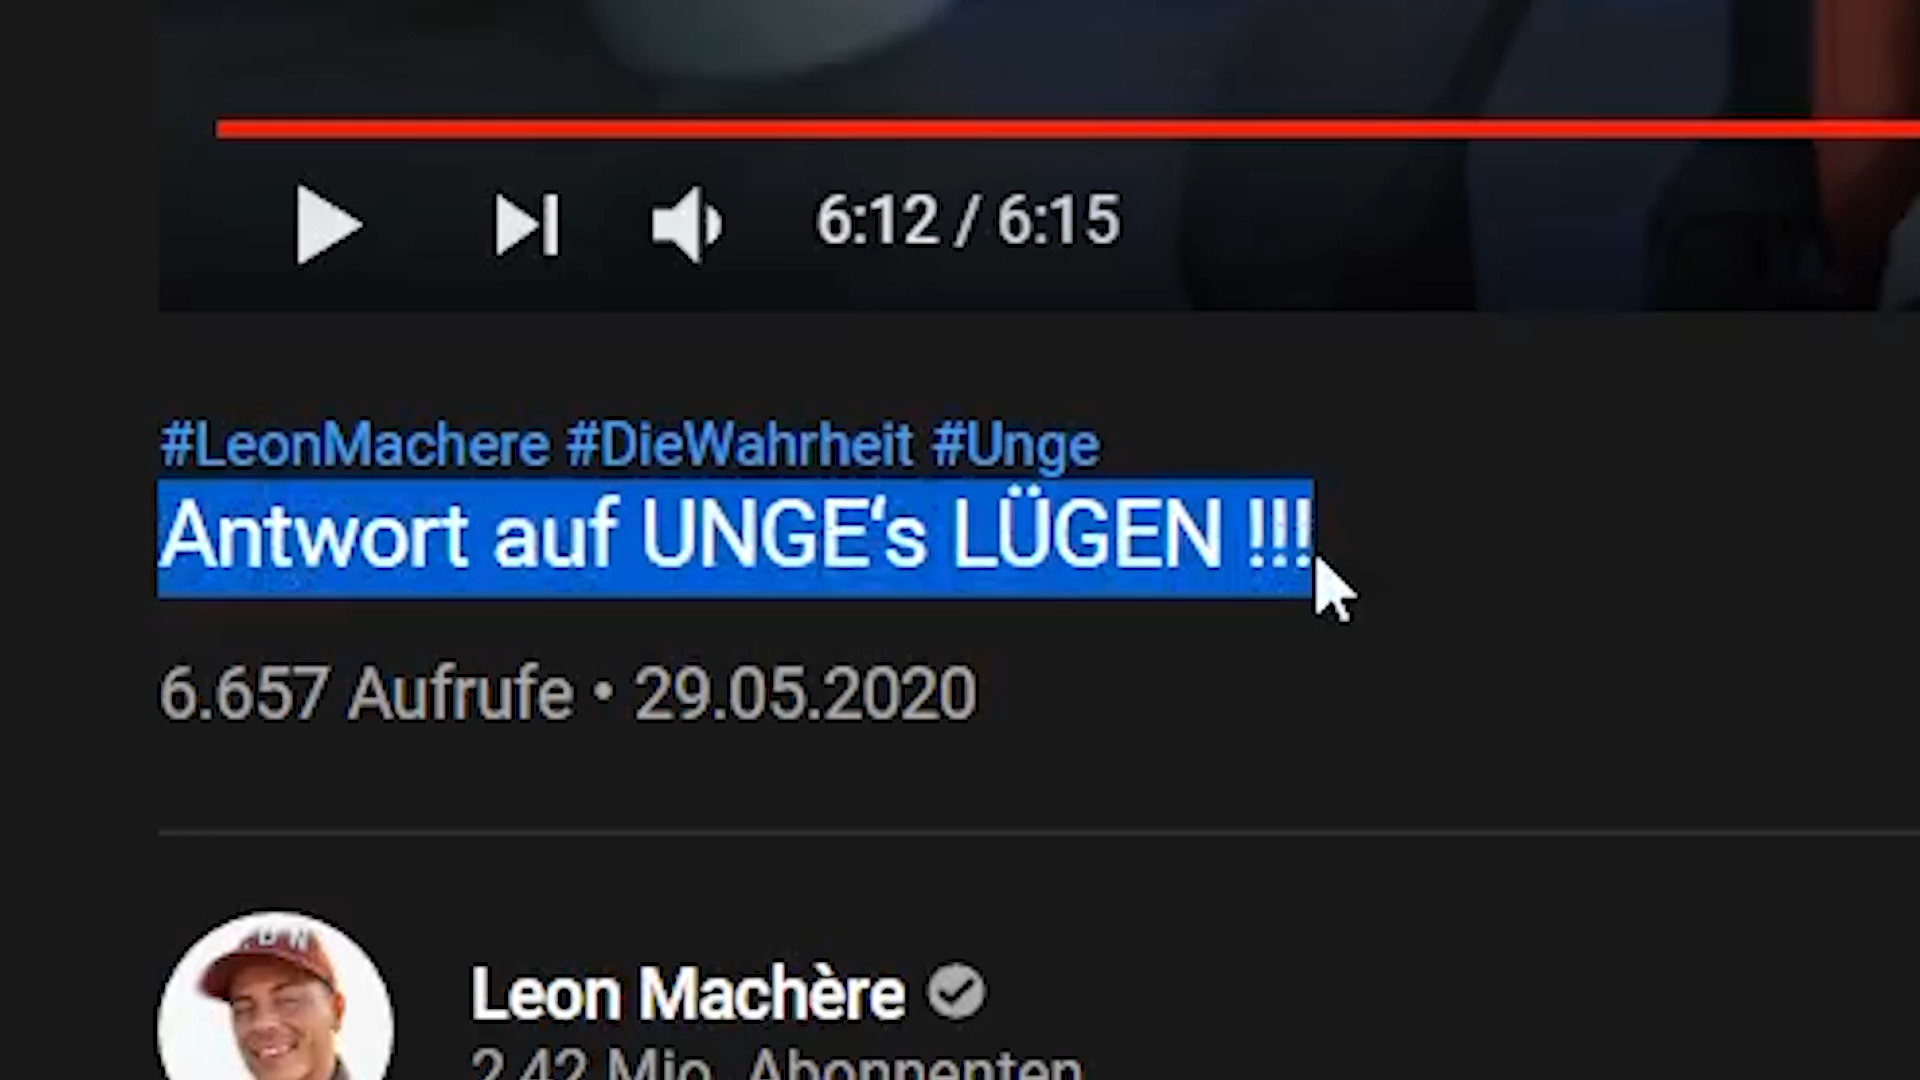 6:12 / 6:15
#LeonMachere #DieWahrheit #Unge
Antwort auf UNGE‘s LÜGEN !!!
6.657 Aufrufe • 29.05.2020
Leon Machère
2,42 Mio. Abonnenten